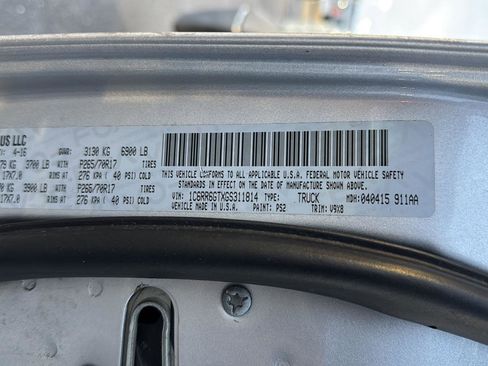 US LLC
4-16 GVWR: 3130 KG 6900 LB
KG 3700 LB WITH P265/70R17 TIRES
17X7.0 RIMS AT 276 KPA ( 40 PSI) COLD
KG 3900 LB WITH P265/70R17 TIRES
17X7.0 RIMS AT 276 KPA ( 40 PSI) COLD
THIS VEHICLE CONFORMS TO ALL APPLICABLE U.S.A. FEDERAL MOTOR VEHICLE SAFETY
STANDARDS IN EFFECT ON THE DATE OF MANUFACTURE SHOWN ABOVE.
VIN: 1C6RR6GTXGS311814 TRUCK MDH: 040415 911AA
VEHICLE MADE IN U.S.A. PAINT: PS2 TRIM: V9X8